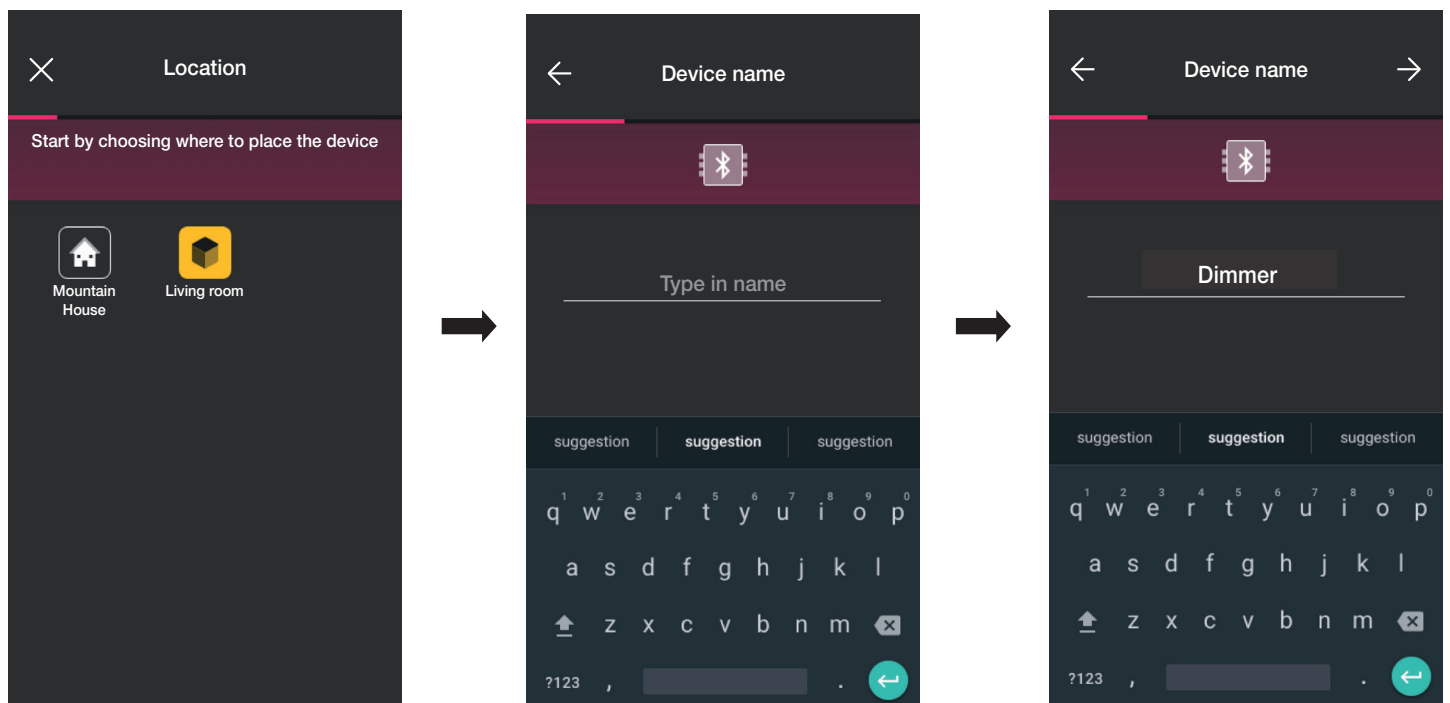 Location
Start by choosing where to place the device
Mountain
House
Living room
Device name
Type in name
suggestion suggestion suggestion
1 2 3 4 5 6 7 8 9 0
q w e r t y u i o p
a s d f g h j k l
z x c v b n m
?123 , .
Device name
Dimmer
suggestion suggestion suggestion
1 2 3 4 5 6 7 8 9 0
q w e r t y u i o p
a s d f g h j k l
z x c v b n m
?123 , .